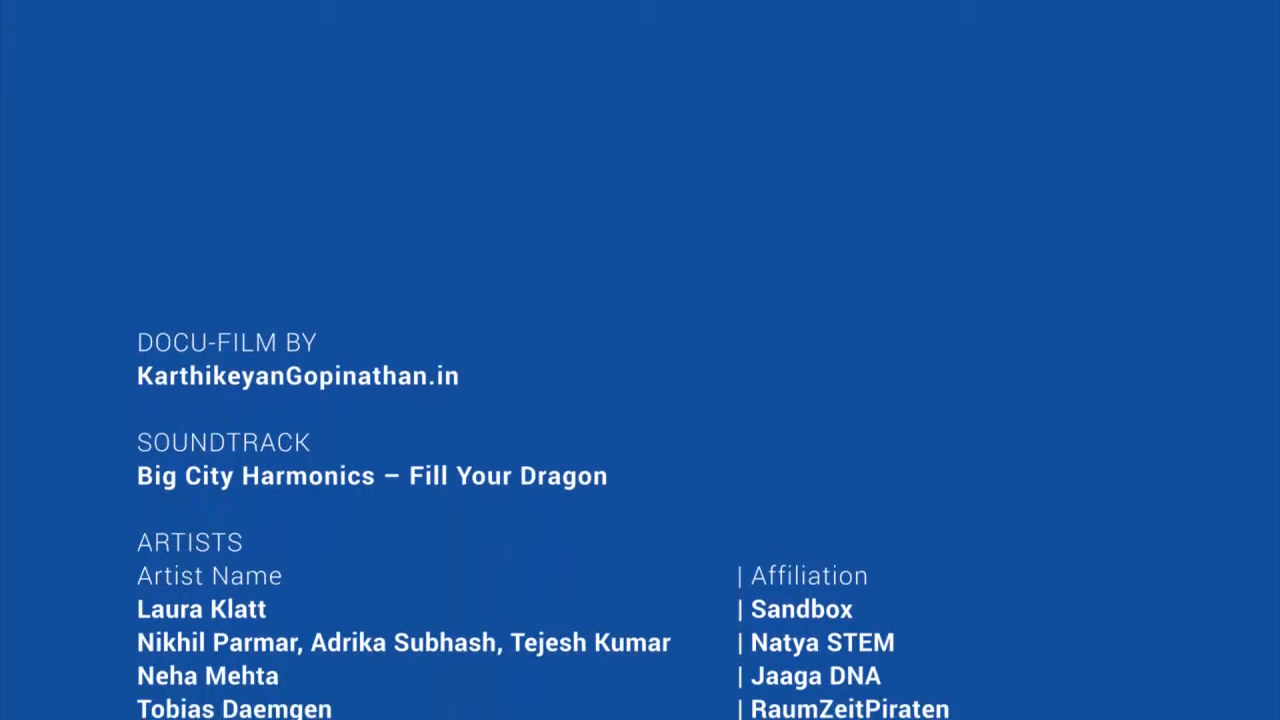 DOCU-FILM BY
KarthikeyanGopinathan.in
SOUNDTRACK
Big City Harmonics – Fill Your Dragon
ARTISTS
Artist Name | Affiliation
Laura Klatt | Sandbox
Nikhil Parmar, Adrika Subhash, Tejesh Kumar | Natya STEM
Neha Mehta | Jaaga DNA
Tobias Daemgen | RaumZeitPiraten